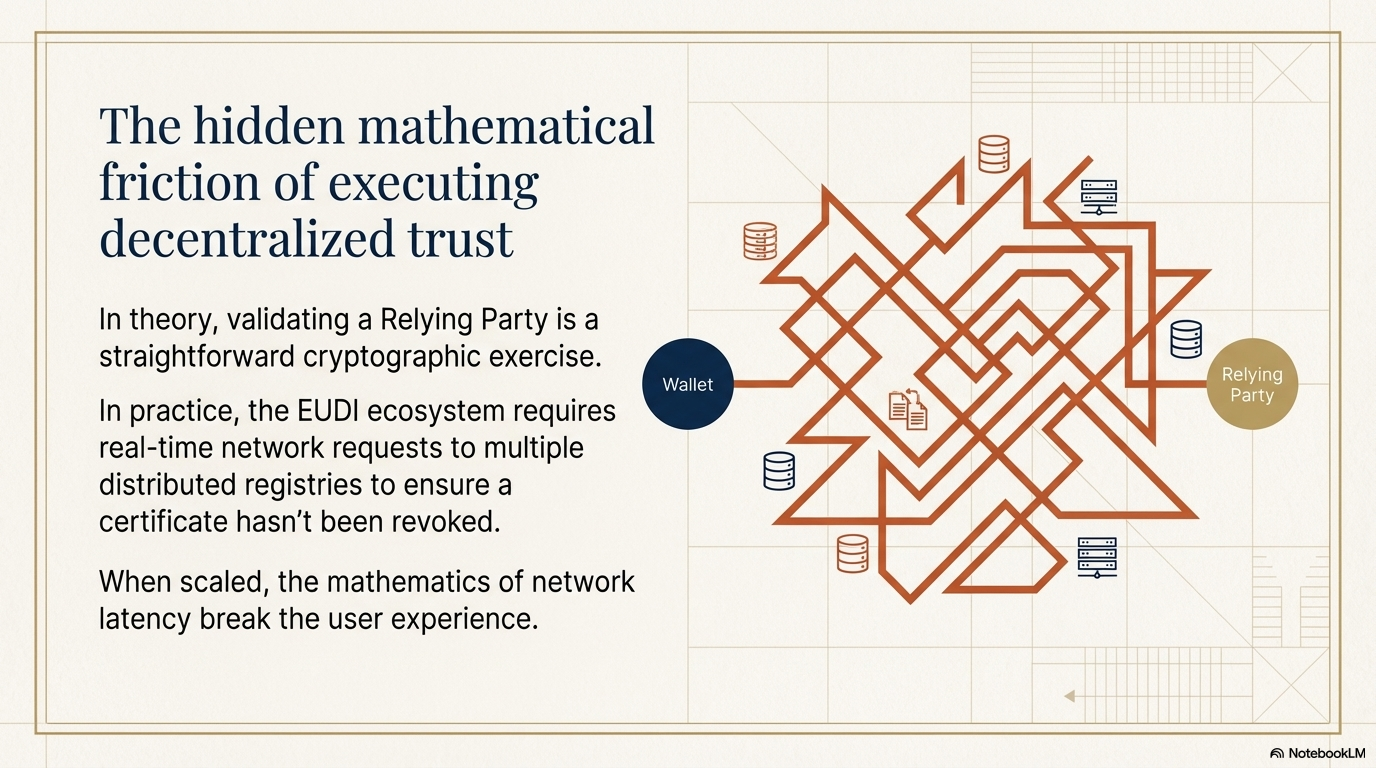 The hidden mathematical
friction of executing
decentralized trust
In theory, validating a Relying Party is a
straightforward cryptographic exercise.
In practice, the EUDI ecosystem requires
real-time network requests to multiple
distributed registries to ensure a
certificate hasn’t been revoked.
When scaled, the mathematics of network
latency break the user experience.
Wallet
Relying
Party
NotebookLM